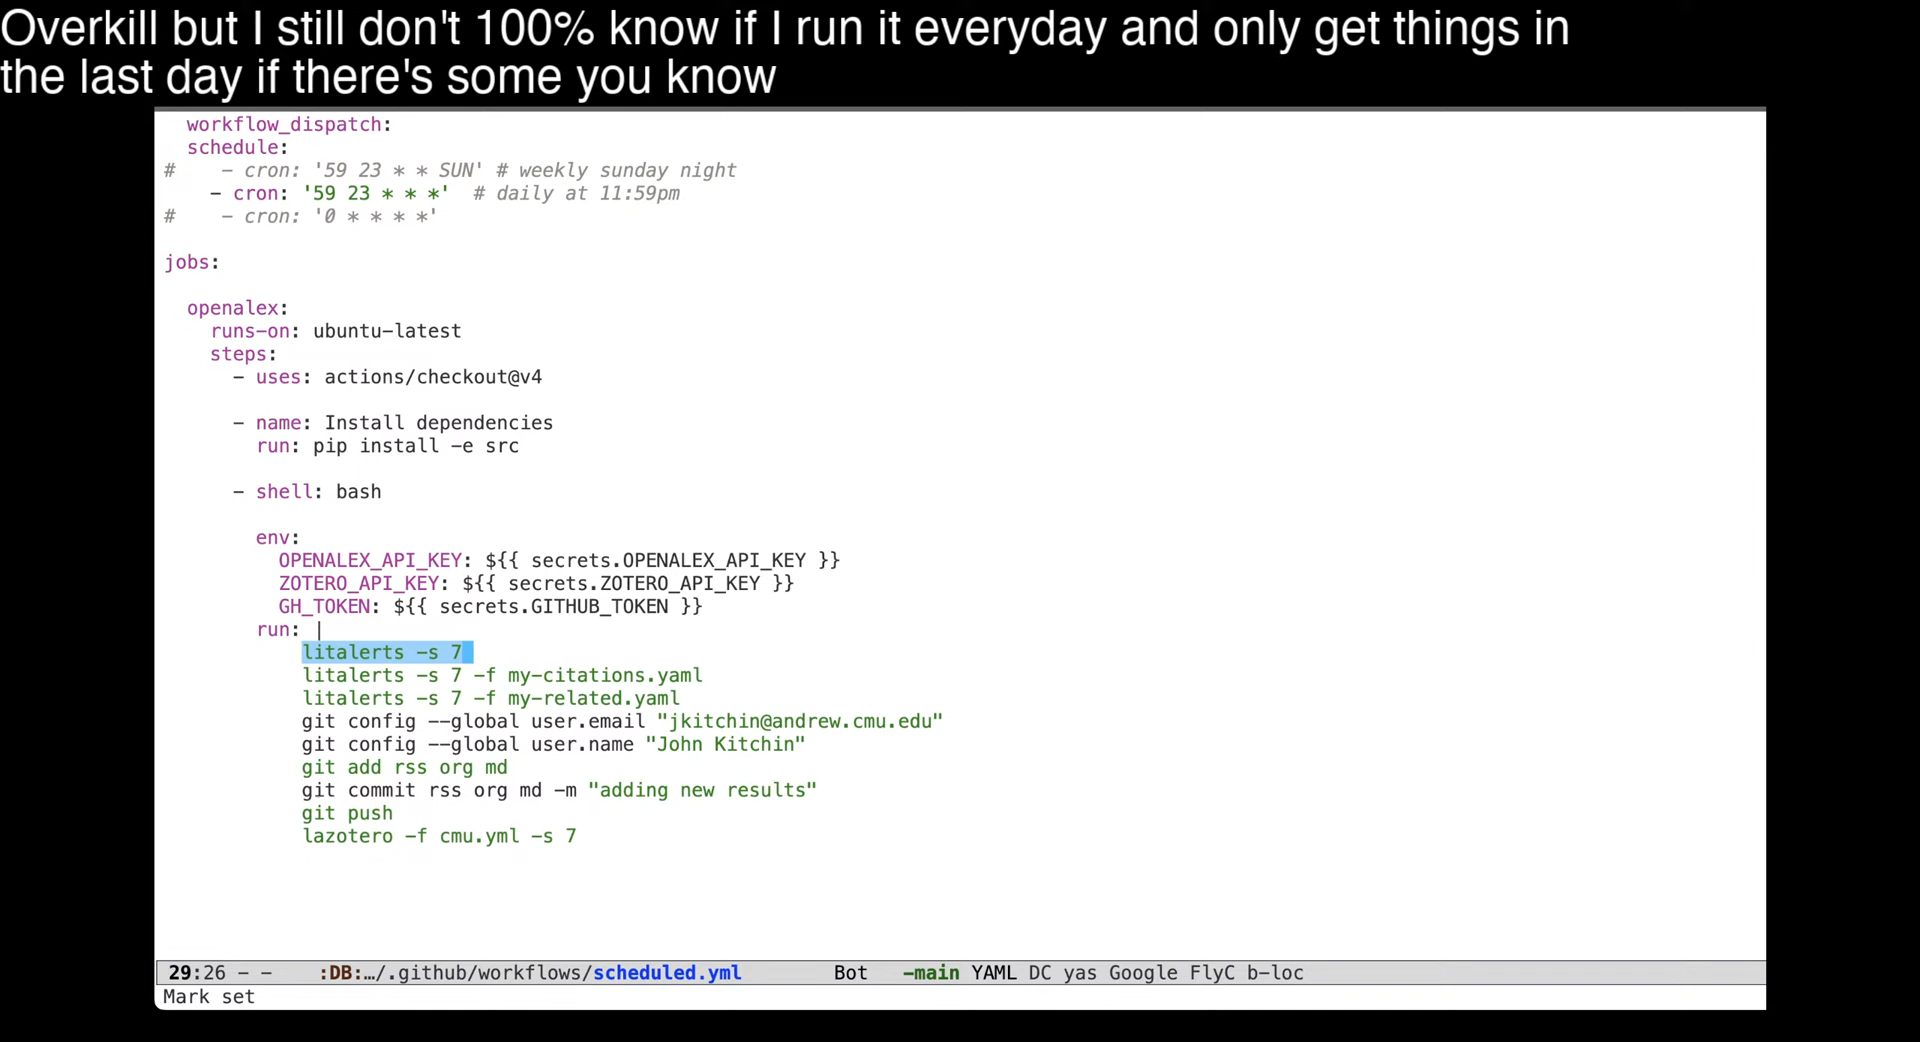 Overkill but I still don't 100% know if I run it everyday and only get things in
the last day if there's some you know
workflow_dispatch:
schedule:
#    - cron: '59 23 * * SUN' # weekly sunday night
- cron: '59 23 * * *'  # daily at 11:59pm
#    - cron: '0 * * * *'
jobs:
openalex:
runs-on: ubuntu-latest
steps:
- uses: actions/checkout@v4
- name: Install dependencies
run: pip install -e src
- shell: bash
env:
OPENALEX_API_KEY: ${{ secrets.OPENALEX_API_KEY }}
ZOTERO_API_KEY: ${{ secrets.ZOTERO_API_KEY }}
GH_TOKEN: ${{ secrets.GITHUB_TOKEN }}
run: |
litalerts -s 7
litalerts -s 7 -f my-citations.yaml
litalerts -s 7 -f my-related.yaml
git config --global user.email "jkitchin@andrew.cmu.edu"
git config --global user.name "John Kitchin"
git add rss org md
git commit rss org md -m "adding new results"
git push
lazotero -f cmu.yml -s 7
29:26 - -    :DB:…/.github/workflows/scheduled.yml    Bot    -main YAML DC yas Google FlyC b-loc
Mark set